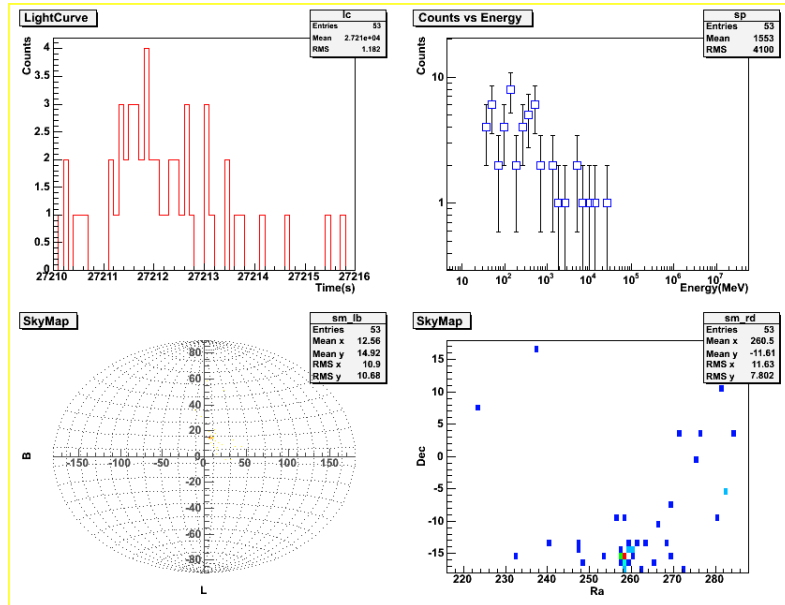 LightCurve
lc
Entries 53
Mean 2.721e+04
RMS 1.182
Counts
4
3.5
3
2.5
2
1.5
1
0.5
0
27210 27211 27212 27213 27214 27215 27216
Time(s)
Counts vs Energy
sp
Entries 53
Mean 1553
RMS 4100
Counts
10
1
10 10² 10³ 10⁴ 10⁵ 10⁶ 10⁷
Energy(MeV)
SkyMap
sm_lb
Entries 53
Mean x 12.56
Mean y 14.92
RMS x 10.9
RMS y 10.68
B
80
60
40
20
-150 -100 -50 0 50 100 150
0
-20
-40
-60
-80
L
SkyMap
sm_rd
Entries 53
Mean x 260.5
Mean y -11.61
RMS x 11.63
RMS y 7.802
Dec
15
10
5
0
-5
-10
-15
220 230 240 250 260 270 280
Ra